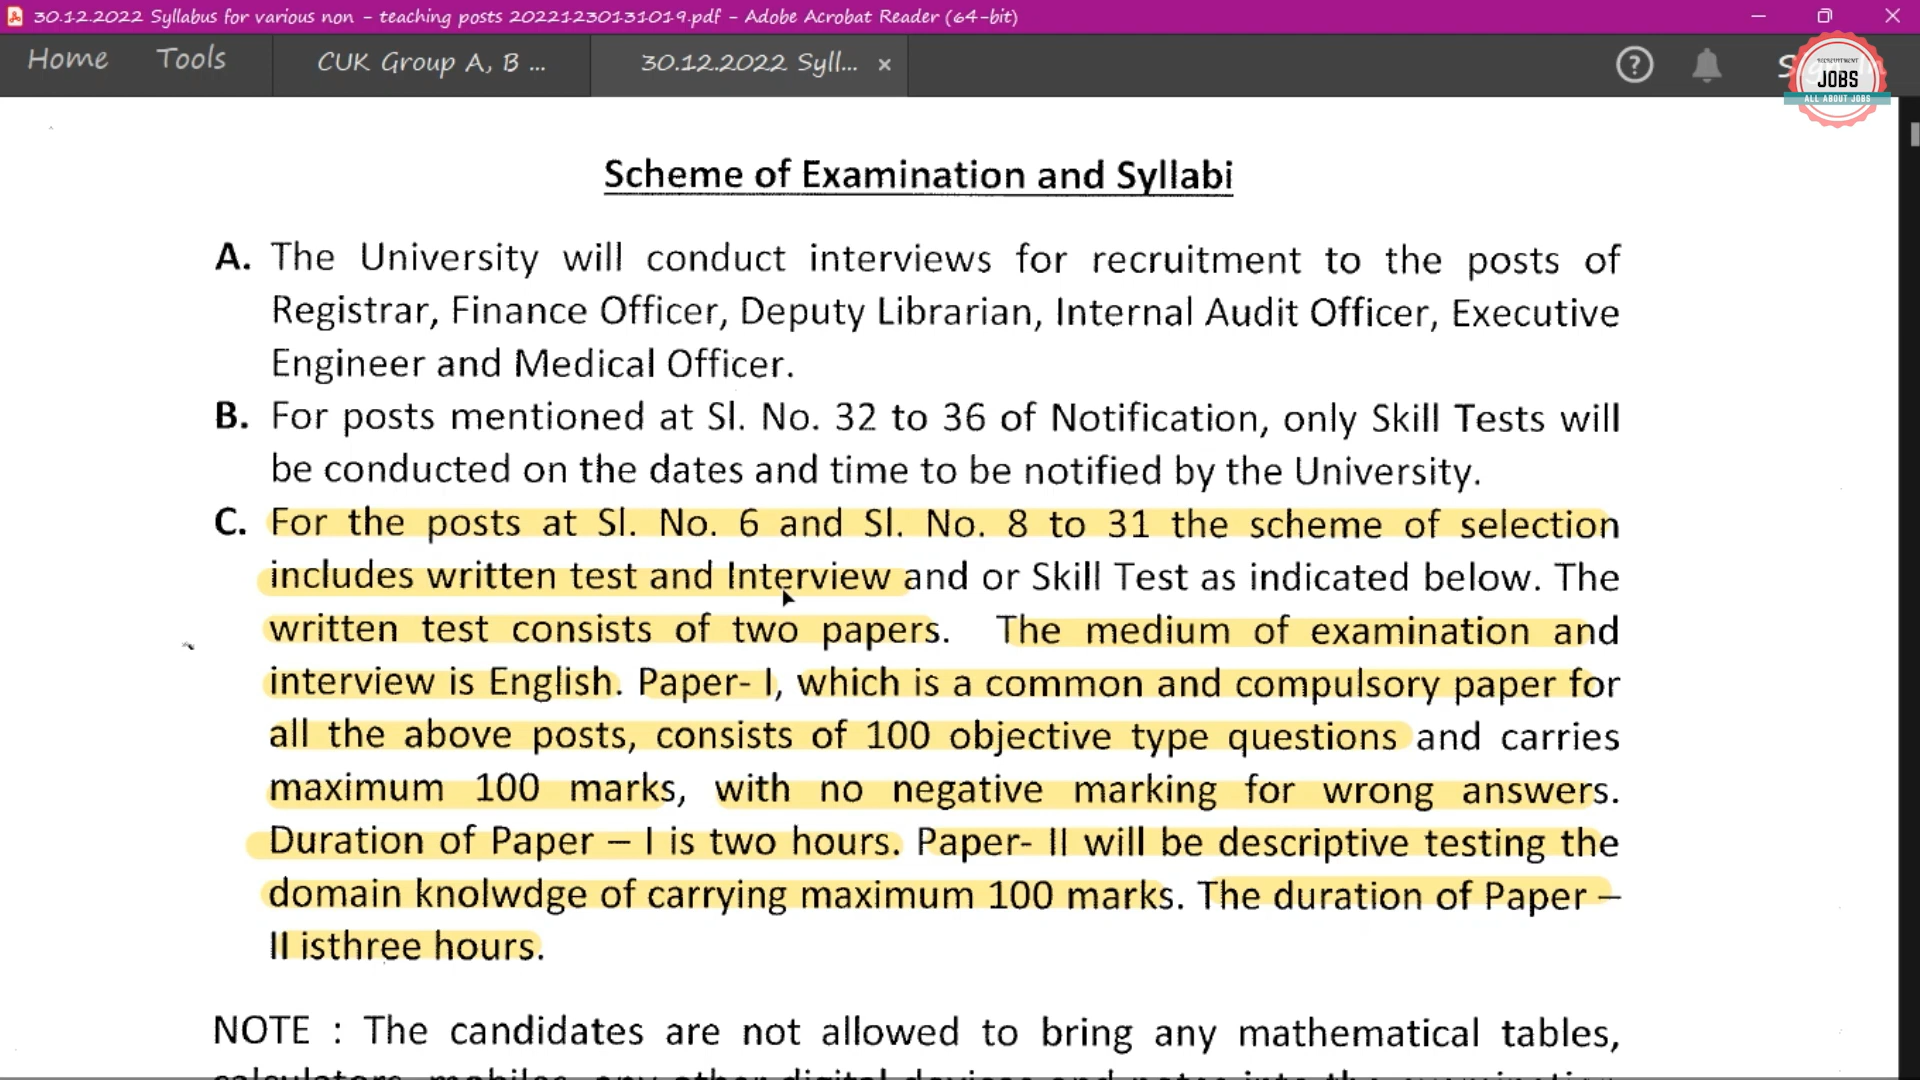 30.12.2022 Syllabus for various non - teaching posts 20221230131019.pdf - Adobe Acrobat Reader (64-bit)
Home Tools CUK Group A, B ... 30.12.2022 Syll... × ?
RECRUITMENT
JOBS
ALL ABOUT JOBS
Scheme of Examination and Syllabi
A. The University will conduct interviews for recruitment to the posts of
Registrar, Finance Officer, Deputy Librarian, Internal Audit Officer, Executive
Engineer and Medical Officer.
B. For posts mentioned at Sl. No. 32 to 36 of Notification, only Skill Tests will
be conducted on the dates and time to be notified by the University.
C. For the posts at Sl. No. 6 and Sl. No. 8 to 31 the scheme of selection
includes written test and Interview and or Skill Test as indicated below. The
written test consists of two papers. The medium of examination and
interview is English. Paper- I, which is a common and compulsory paper for
all the above posts, consists of 100 objective type questions and carries
maximum 100 marks, with no negative marking for wrong answers.
Duration of Paper – I is two hours. Paper- II will be descriptive testing the
domain knolwdge of carrying maximum 100 marks. The duration of Paper –
II isthree hours.
NOTE : The candidates are not allowed to bring any mathematical tables,